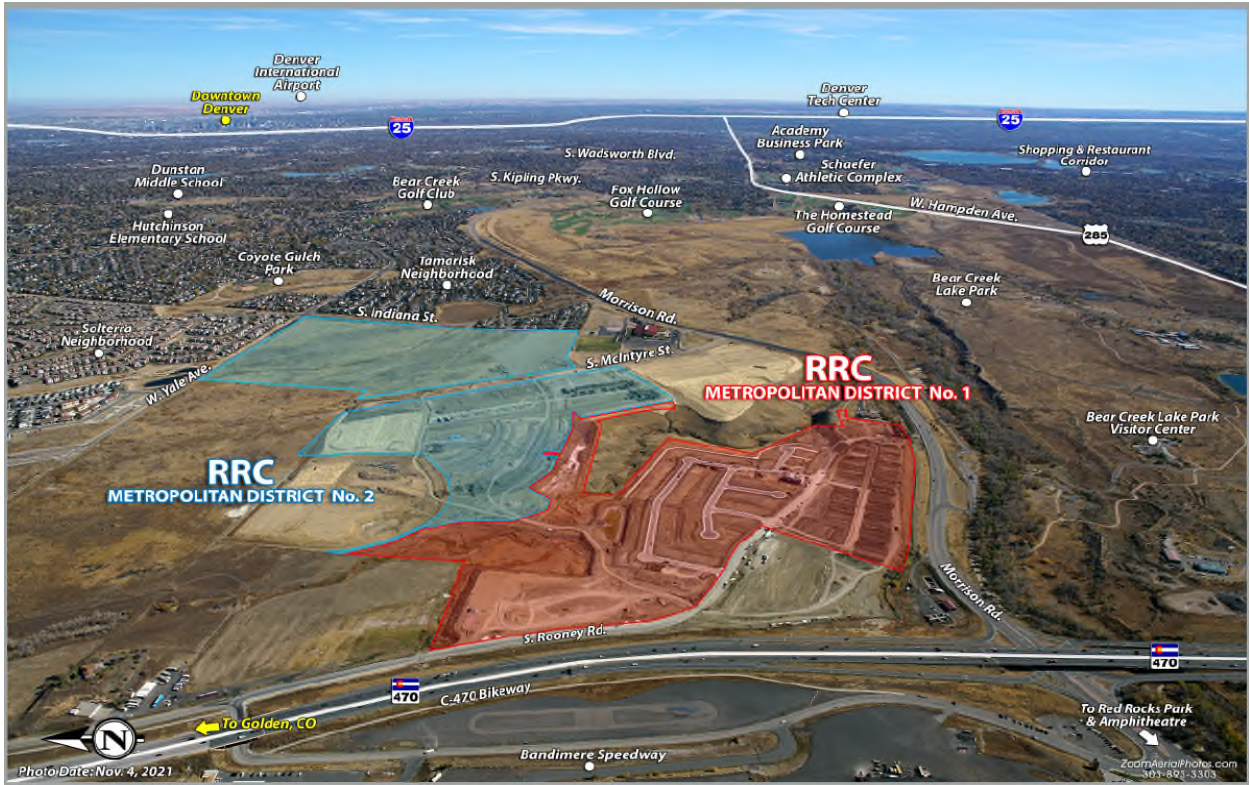 Denver
International
Airport
Downtown
Denver
25
Denver
Tech Center
25
Academy
Business Park
S. Wadsworth Blvd.
Shopping & Restaurant
Corridor
Dunstan
Middle School
Bear Creek
Golf Club
S. Kipling Pkwy.
Fox Hollow
Golf Course
Schaefer
Athletic Complex
W. Hampden Ave.
The Homestead
Golf Course
285
Hutchinson
Elementary School
Coyote Gulch
Park
Tamarisk
Neighborhood
Bear Creek
Lake Park
Morrison Rd.
S. Indiana St.
Solterra
Neighborhood
S. McIntyre St.
W. Yale Ave.
RRC
METROPOLITAN DISTRICT No. 1
Bear Creek Lake Park
Visitor Center
RRC
METROPOLITAN DISTRICT No. 2
Morrison Rd.
S. Rooney Rd.
470
470
C-470 Bikeway
To Golden, CO
N
To Red Rocks Park
& Amphitheatre
Bandimere Speedway
Photo Date: Nov. 4, 2021
ZoomAerialPhotos.com
303-893-3303